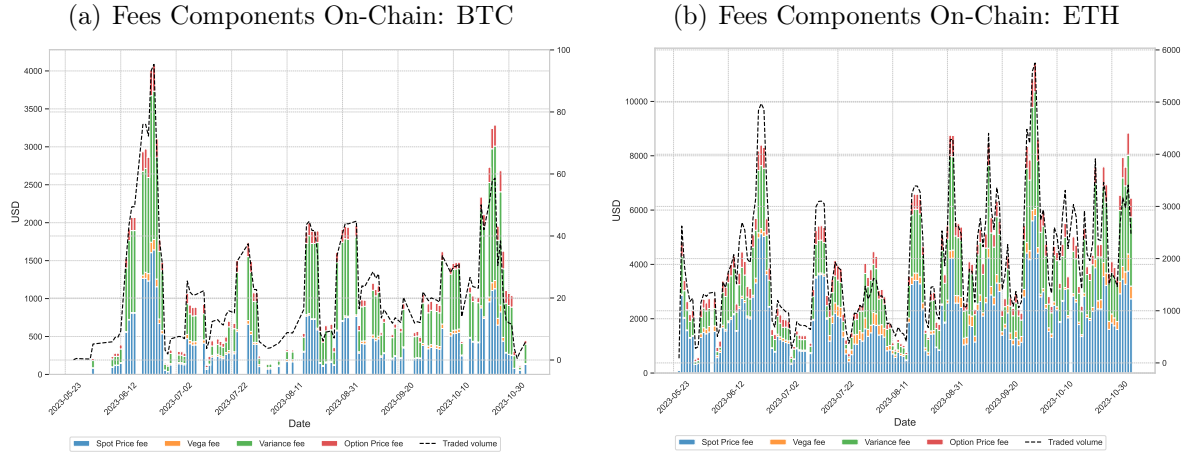 (a) Fees Components On-Chain: BTC
100
4000
80
3500
3000
60
2500
USD
2000
40
1500
20
1000
500
0
0
2023-05-23
2023-06-12
2023-07-02
2023-07-22
2023-08-11
2023-08-31
2023-09-20
2023-10-10
2023-10-30
Date
Spot Price fee
Vega fee
Variance fee
Option Price fee
Traded volume
(b) Fees Components On-Chain: ETH
6000
10000
5000
8000
4000
USD
6000
3000
4000
2000
2000
1000
0
0
2023-05-23
2023-06-12
2023-07-02
2023-07-22
2023-08-11
2023-08-31
2023-09-20
2023-10-10
2023-10-30
Date
Spot Price fee
Vega fee
Variance fee
Option Price fee
Traded volume